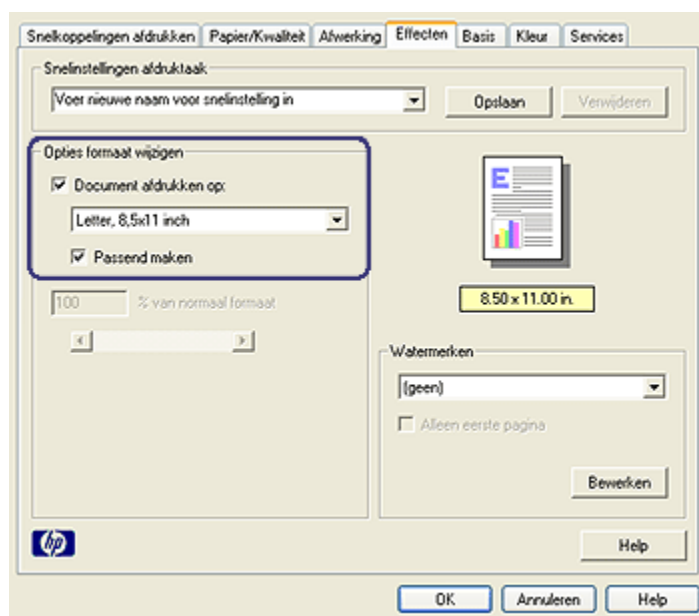 Snelkoppelingen afdrukken Papier/Kwaliteit Afwerking Effecten Basis Kleur Services
Snelinstellingen afdruktaak
Voer nieuwe naam voor snelinstelling in Opslaan Verwijderen
Opties formaat wijzigen
Document afdrukken op:
Letter, 8,5x11 inch
Passend maken
E
100 % van normaal formaat
8.50 x 11.00 in.
Watermerken
(geen)
Alleen eerste pagina
Bewerken
hp
Help
OK Annuleren Help